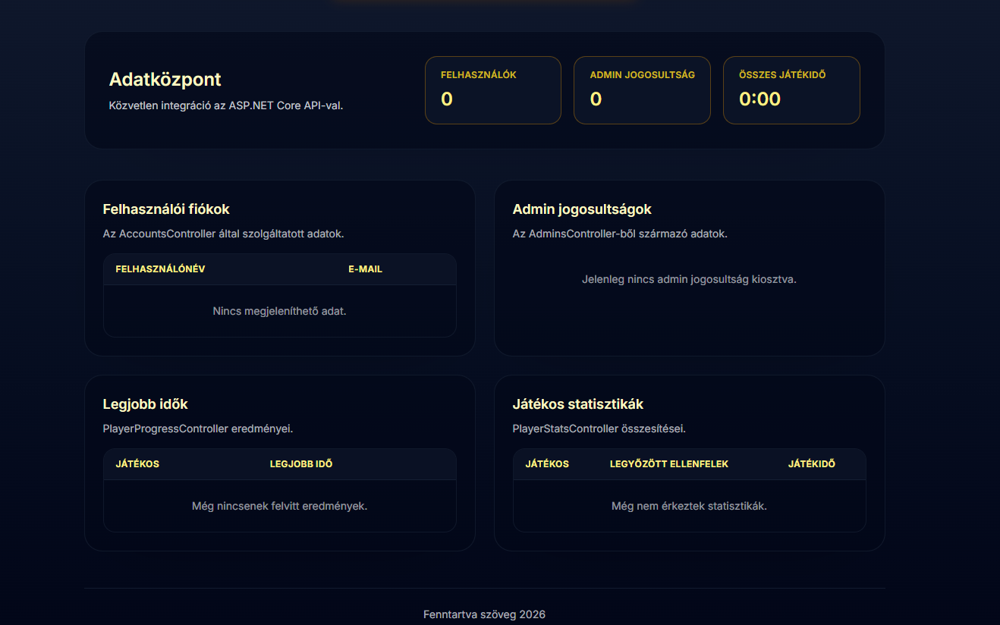 Adatközpont
Közvetlen integráció az ASP.NET Core API-val.
FELHASZNÁLÓK
0
ADMIN JOGOSULTSÁG
0
ÖSSZES JÁTÉKIDŐ
0:00
Felhasználói fiókok
Az AccountsController által szolgáltatott adatok.
FELHASZNÁLÓNÉV E-MAIL
Nincs megjeleníthető adat.
Admin jogosultságok
Az AdminsController-ből származó adatok.
Jelenleg nincs admin jogosultság kiosztva.
Legjobb idők
PlayerProgressController eredményei.
JÁTÉKOS LEGJOBB IDŐ
Még nincsenek felvitt eredmények.
Játékos statisztikák
PlayerStatsController összesítései.
JÁTÉKOS LEGYŐZÖTT ELLENFELEK JÁTÉKIDŐ
Még nem érkeztek statisztikák.
Fenntartva szöveg 2026